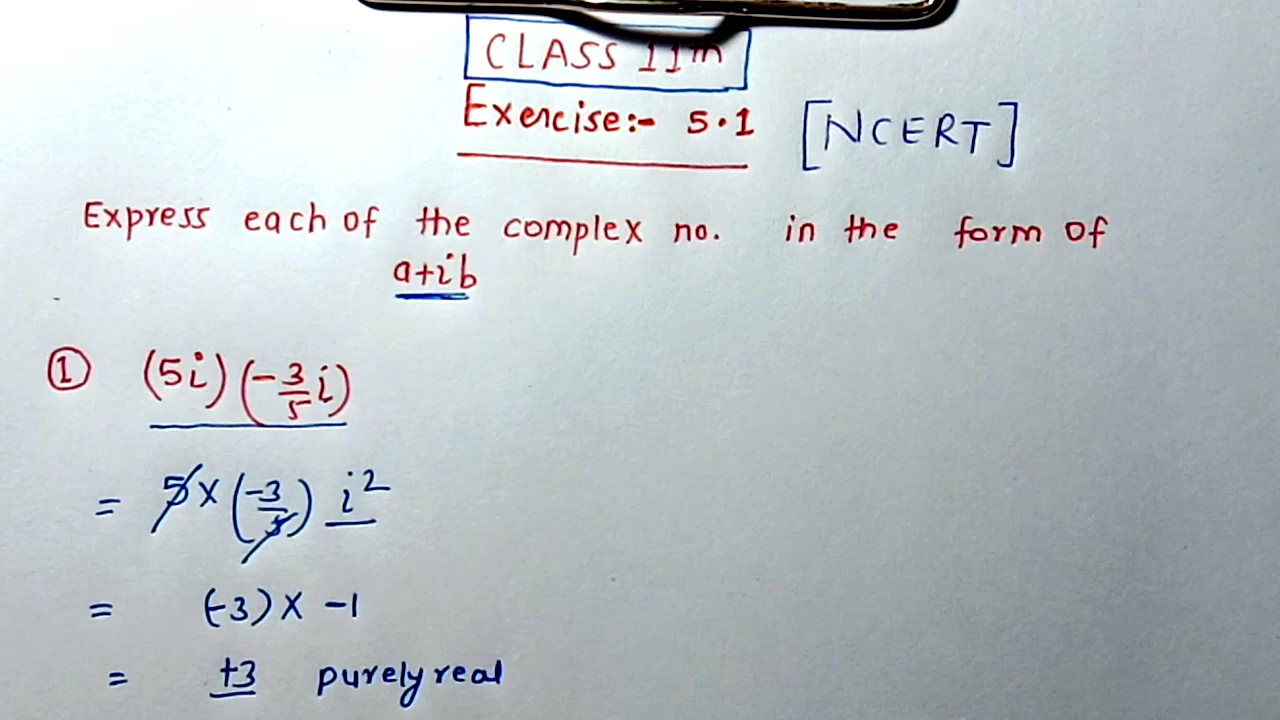 CLASS 11th
Exercise:- 5.1 [NCERT]
Express each of the complex no. in the form of
a+ib
① (5i)(-3/5 i)
= 5×(-3/5) i²
= (-3)× -1
= +3 purely real